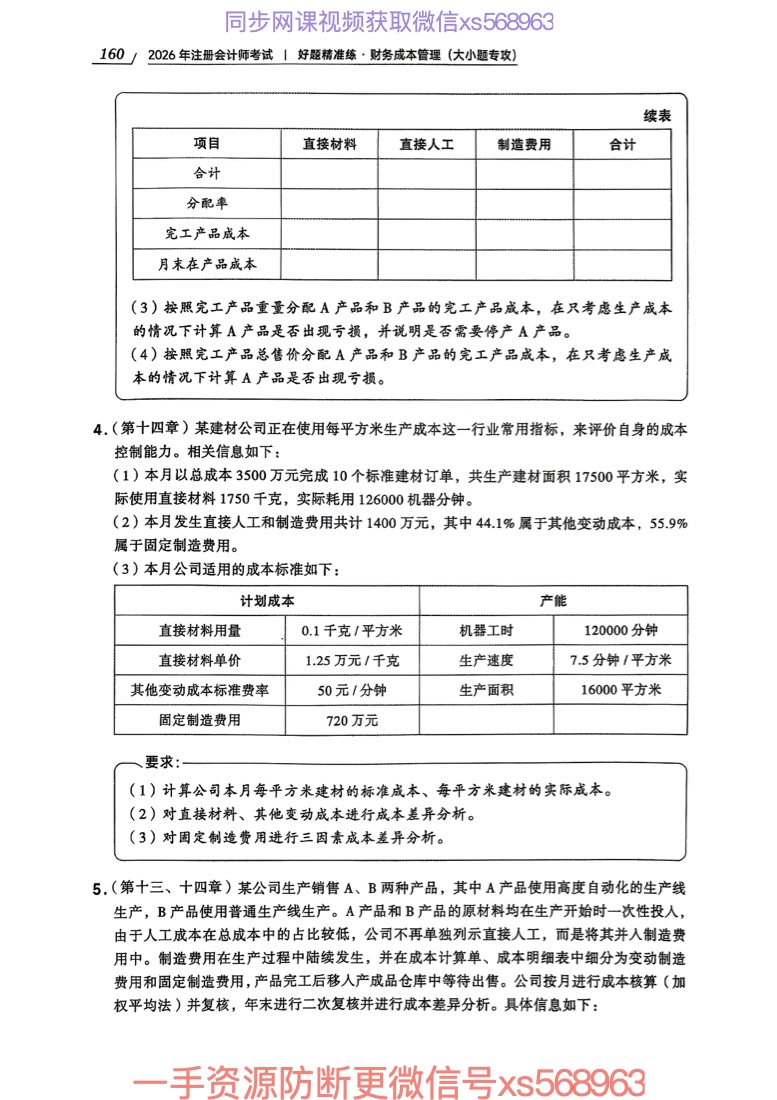 同步网课视频获取微信xs568963
160 / 2026年注册会计师考试 | 好题精准练·财务成本管理(大小题专攻)
续表
项目 直接材料 直接人工 制造费用 合计
合计
分配率
完工产品成本
月末在产品成本
(3)按照完工产品重量分配A产品和B产品的完工产品成本,在只考虑生产成本
的情况下计算A产品是否出现亏损,并说明是否需要停产A产品。
(4)按照完工产品总售价分配A产品和B产品的完工产品成本,在只考虑生产成
本的情况下计算A产品是否出现亏损。
4.(第十四章)某建材公司正在使用每平方米生产成本这一行业常用指标,来评价自身的成本
控制能力。相关信息如下:
(1)本月以总成本3500万元完成10个标准建材订单,共生产建材面积17500平方米,实
际使用直接材料1750千克,实际耗用126000机器分钟。
(2)本月发生直接人工和制造费用共计1400万元,其中44.1%属于其他变动成本,55.9%
属于固定制造费用。
(3)本月公司适用的成本标准如下:
计划成本 产能
直接材料用量 0.1千克/平方米 机器工时 120000分钟
直接材料单价 1.25万元/千克 生产速度 7.5分钟/平方米
其他变动成本标准费率 50元/分钟 生产面积 16000平方米
固定制造费用 720万元
要求:
(1)计算公司本月每平方米建材的标准成本、每平方米建材的实际成本。
(2)对直接材料、其他变动成本进行成本差异分析。
(3)对固定制造费用进行三因素成本差异分析。
5.(第十三、十四章)某公司生产销售A、B两种产品,其中A产品使用高度自动化的生产线
生产,B产品使用普通生产线生产。A产品和B产品的原材料均在生产开始时一次性投入,
由于人工成本在总成本中的占比较低,公司不再单独列示直接人工,而是将其并入制造费
用中。制造费用在生产过程中陆续发生,并在成本计算单、成本明细表中细分为变动制造
费用和固定制造费用,产品完工后移入产成品仓库中等待出售。公司按月进行成本核算(加
权平均法)并复核,年末进行二次复核并进行成本差异分析。具体信息如下:
一手资源防断更微信号xs568963